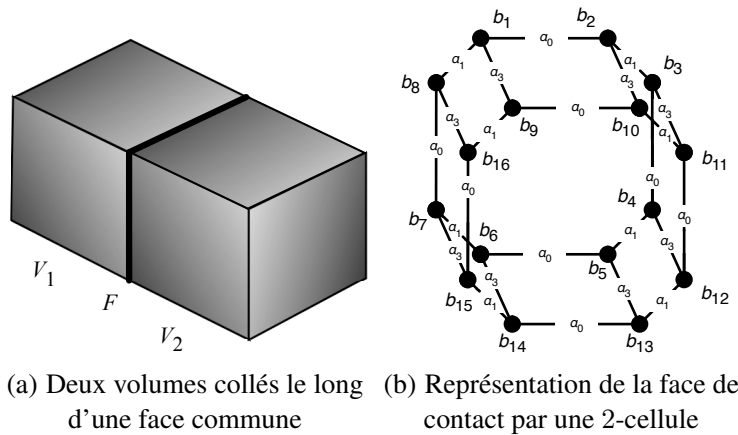 b1 α0 b2
α1 α3 α1 α3 b3
b8 α3 α1 b9 α0 b10 α1 α3
b16 b11
α0 α0 α0 α0
b7 b6 b4
α1 α3 α0 b5 α1 α3
b15 α1 α3 α3 α1 b12
b14 α0 b13
V1
F
V2
(a) Deux volumes collés le long
d'une face commune
(b) Représentation de la face de
contact par une 2-cellule